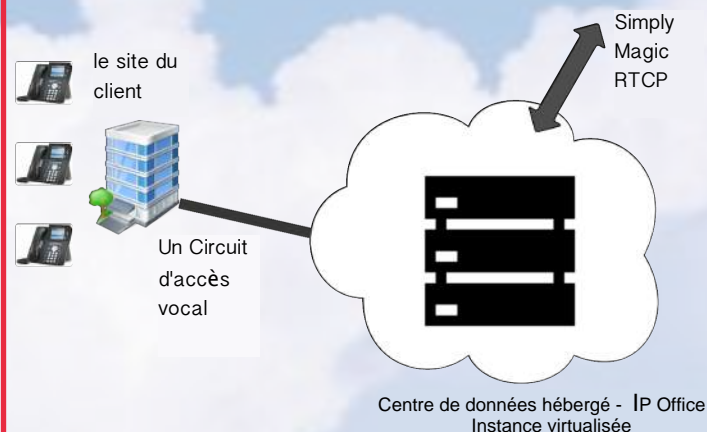 le site du
client
Simply
Magic
RTCP
Un Circuit
d'accès
vocal
Centre de données hébergé - IP Office
Instance virtualisée